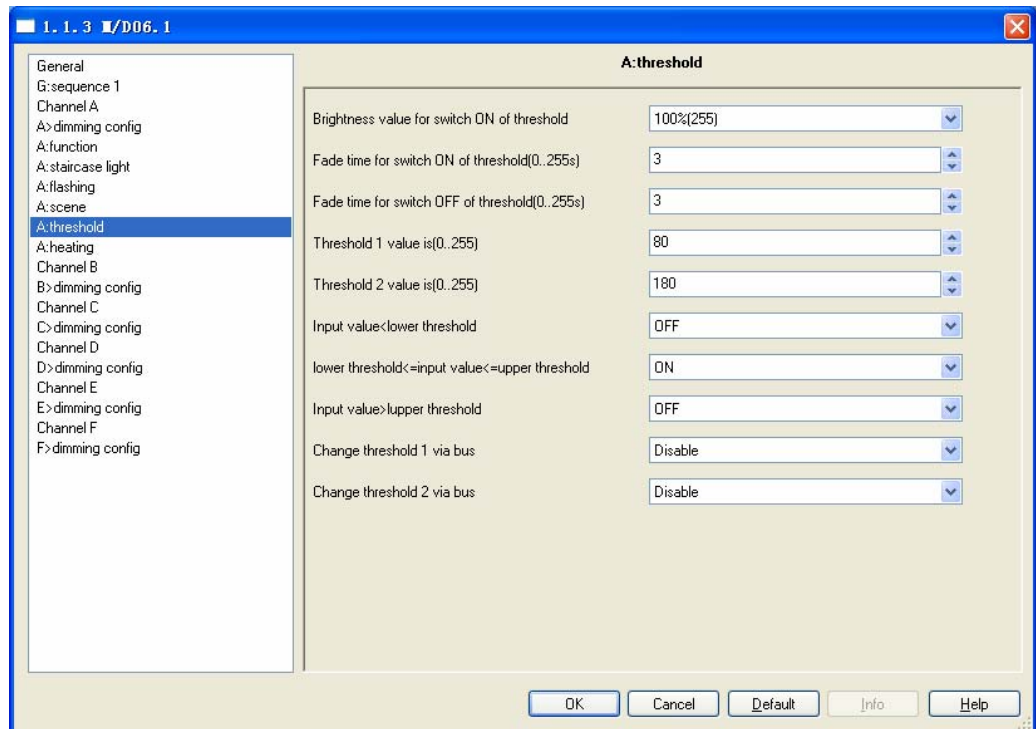 1.1.3 M/D06.1
General
G:sequence 1
Channel A
A>dimming config
A:function
A:staircase light
A:flashing
A:scene
A:threshold
A:heating
Channel B
B>dimming config
Channel C
C>dimming config
Channel D
D>dimming config
Channel E
E>dimming config
Channel F
F>dimming config
A:threshold
Brightness value for switch ON of threshold 100%(255)
Fade time for switch ON of threshold(0..255s) 3
Fade time for switch OFF of threshold(0..255s) 3
Threshold 1 value is(0..255) 80
Threshold 2 value is(0..255) 180
Input value<lower threshold OFF
lower threshold<=input value<=upper threshold ON
Input value>lupper threshold OFF
Change threshold 1 via bus Disable
Change threshold 2 via bus Disable
OK Cancel Default Info Help